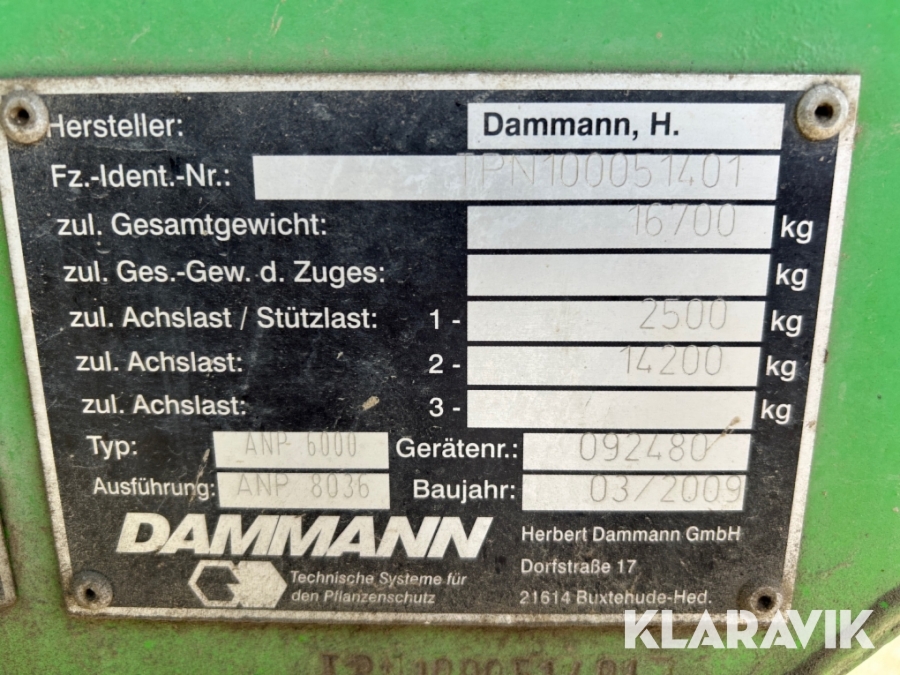 Hersteller: Dammann, H.
Fz.-Ident.-Nr.: TPN100051401
zul. Gesamtgewicht: 16700 kg
zul. Ges.-Gew. d. Zuges: kg
zul. Achslast / Stützlast: 1 - 2500 kg
zul. Achslast: 2 - 14200 kg
zul. Achslast: 3 - kg
Typ: ANP 6000 Gerätenr.: 092480
Ausführung: ANP 8036 Baujahr: 03/2009
DAMMANN
Technische Systeme für
den Pflanzenschutz
Herbert Dammann GmbH
Dorfstraße 17
21614 Buxtehude-Hed.
KLARAVIK